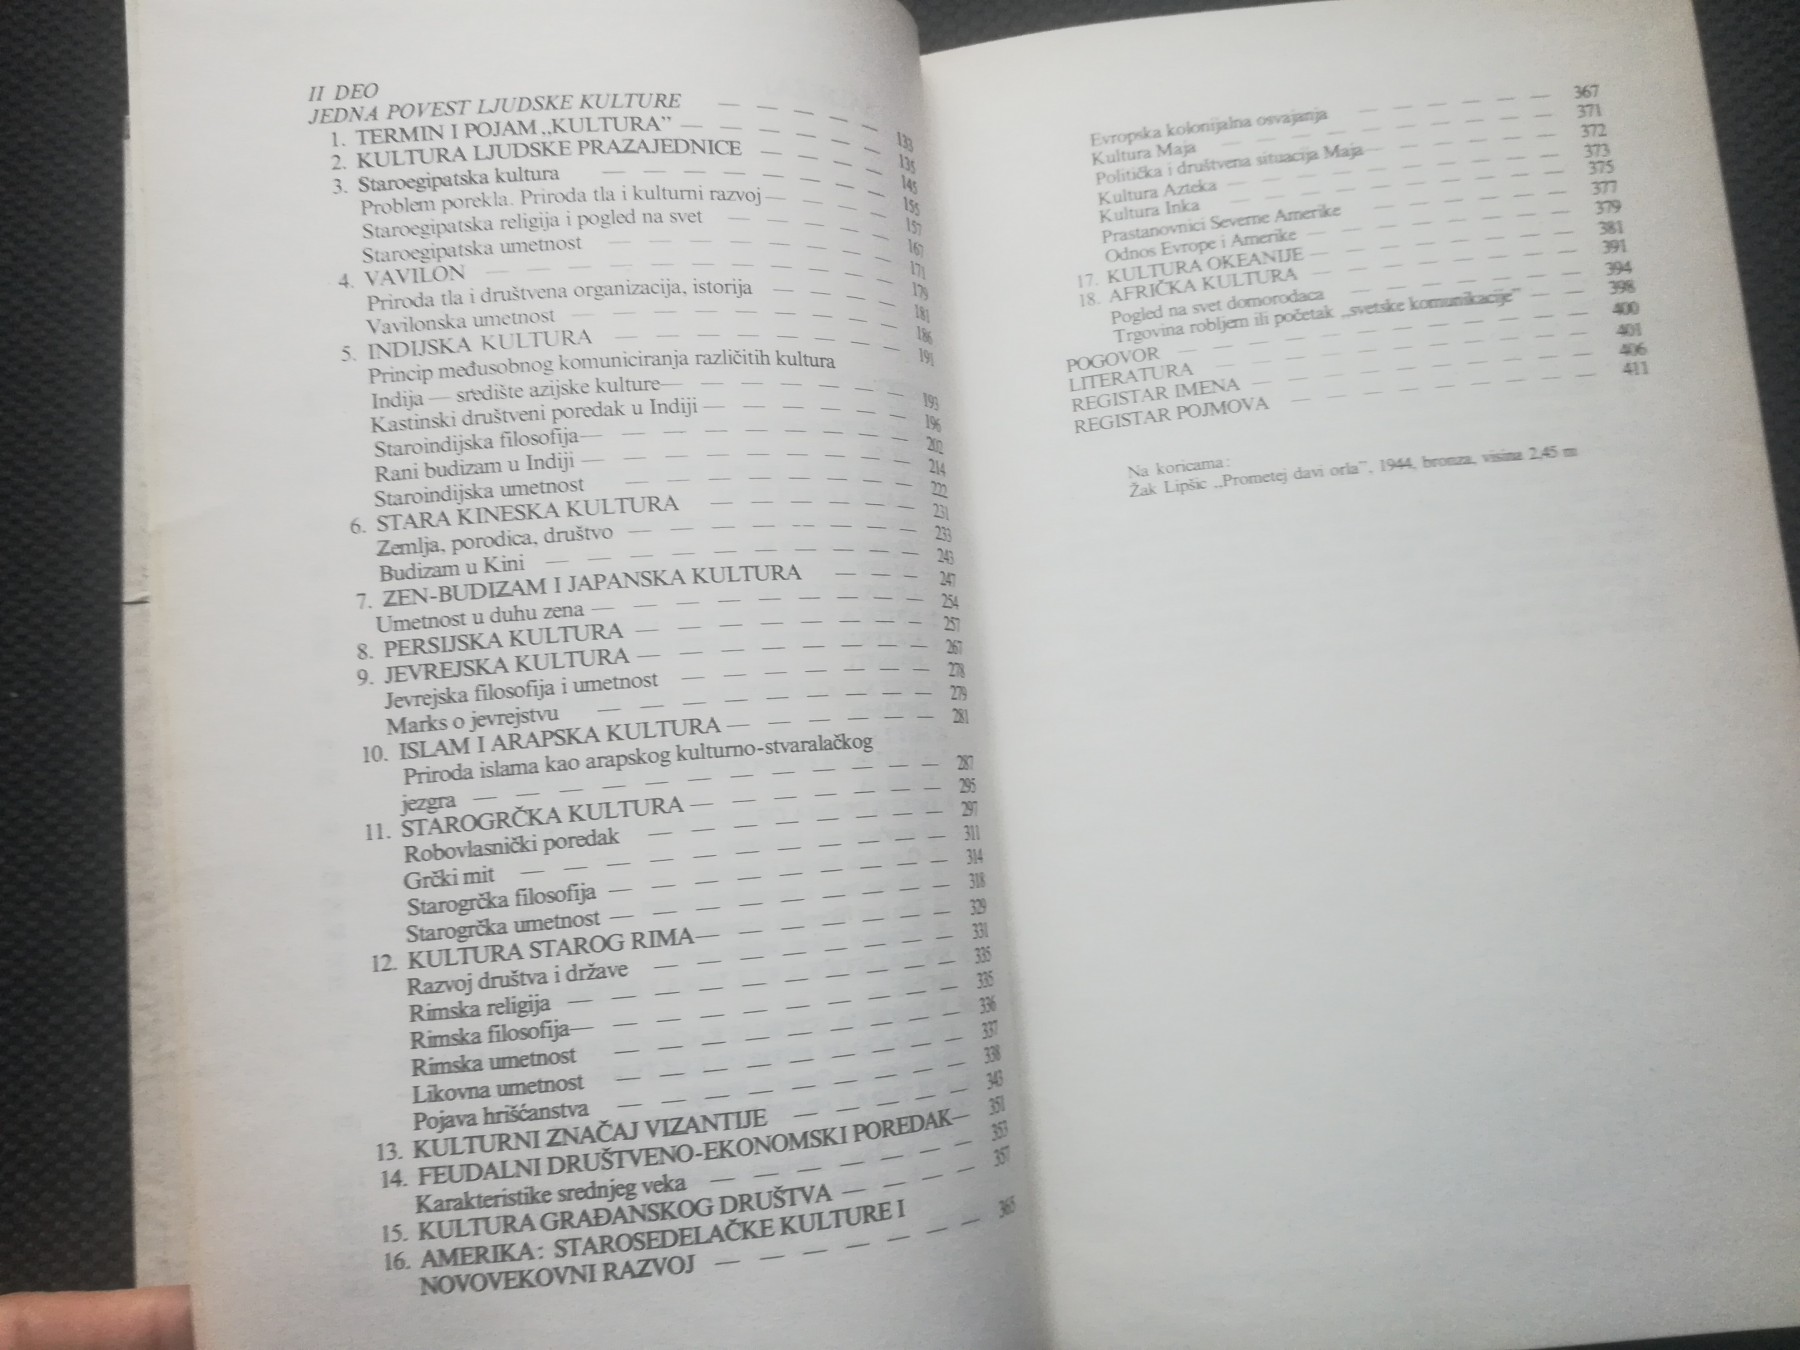 II DEO
JEDNA POVEST LJUDSKE KULTURE — — — — — 133
1. TERMIN I POJAM „KULTURA” — — — — — — 135
2. KULTURA LJUDSKE PRAZAJEDNICE — — — — 145
3. Staroegipatska kultura — — — — — — — — 155
Problem porekla. Priroda tla i kulturni razvoj — — — — 157
Staroegipatska religija i pogled na svet — — — — — 167
Staroegipatska umetnost — — — — — — — — 171
4. VAVILON — — — — — — — — — — — 179
Priroda tla i društvena organizacija, istorija — — — — 181
Vavilonska umetnost — — — — — — — — 186
5. INDIJSKA KULTURA — — — — — — — — 191
Princip međusobnog komuniciranja različitih kultura
Indija — središte azijske kulture — — — — — — 193
Kastinski društveni poredak u Indiji — — — — — — 196
Staroindijska filosofija — — — — — — — — 202
Rani budizam u Indiji — — — — — — — — 214
Staroindijska umetnost — — — — — — — — 222
6. STARA KINESKA KULTURA — — — — — — 231
Zemlja, porodica, društvo — — — — — — — 233
Budizam u Kini — — — — — — — — — 243
7. ZEN-BUDIZAM I JAPANSKA KULTURA — — — 247
Umetnost u duhu zena — — — — — — — — 254
8. PERSIJSKA KULTURA — — — — — — — 257
9. JEVREJSKA KULTURA — — — — — — — 267
Jevrejska filosofija i umetnost — — — — — — 278
Marks o jevrejstvu — — — — — — — — 279
10. ISLAM I ARAPSKA KULTURA — — — — — — 281
Priroda islama kao arapskog kulturno-stvaralačkog
jezgra — — — — — — — — — — — 287
11. STAROGRČKA KULTURA — — — — — — 295
Robovlasnički poredak — — — — — — — 297
Grčki mit — — — — — — — — — — 311
Starogrčka filosofija — — — — — — — — 314
Starogrčka umetnost — — — — — — — — 318
12. KULTURA STAROG RIMA — — — — — — 329
Razvoj društva i države — — — — — — — 331
Rimska religija — — — — — — — — — 335
Rimska filosofija — — — — — — — — — 335
Rimska umetnost — — — — — — — — 336
Likovna umetnost — — — — — — — — 337
Pojava hrišćanstva — — — — — — — — 338
13. KULTURNI ZNAČAJ VIZANTIJE — — — — 343
14. FEUDALNI DRUŠTVENO-EKONOMSKI POREDAK — 351
Karakteristike srednjeg veka — — — — — — 353
15. KULTURA GRAĐANSKOG DRUŠTVA — — — — 357
16. AMERIKA: STAROSEDELAČKE KULTURE I
NOVOVEKOVNI RAZVOJ — — — — — — — 365
Evropska kolonijalna osvajanja — — — — — 367
Kultura Maja — — — — — — — — 371
Politička i društvena situacija Maja — — — — — 372
Kultura Azteka — — — — — — — — 373
Kultura Inka — — — — — — — — 375
Prastanovnici Severne Amerike — — — — — 377
Odnos Evrope i Amerike — — — — — — 379
17. KULTURA OKEANIJE — — — — — — 381
18. AFRIČKA KULTURA — — — — — — 391
Pogled na svet domorodaca — — — — — — 394
Trgovina robljem ili početak „svetske komunikacije” — — 398
POGOVOR — — — — — — — — — 400
LITERATURA — — — — — — — — — 401
REGISTAR IMENA — — — — — — — — 406
REGISTAR POJMOVA — — — — — — — 411
Na koricama:
Žak Lipšic „Prometej davi orla”, 1944, bronza, visina 2,45 m